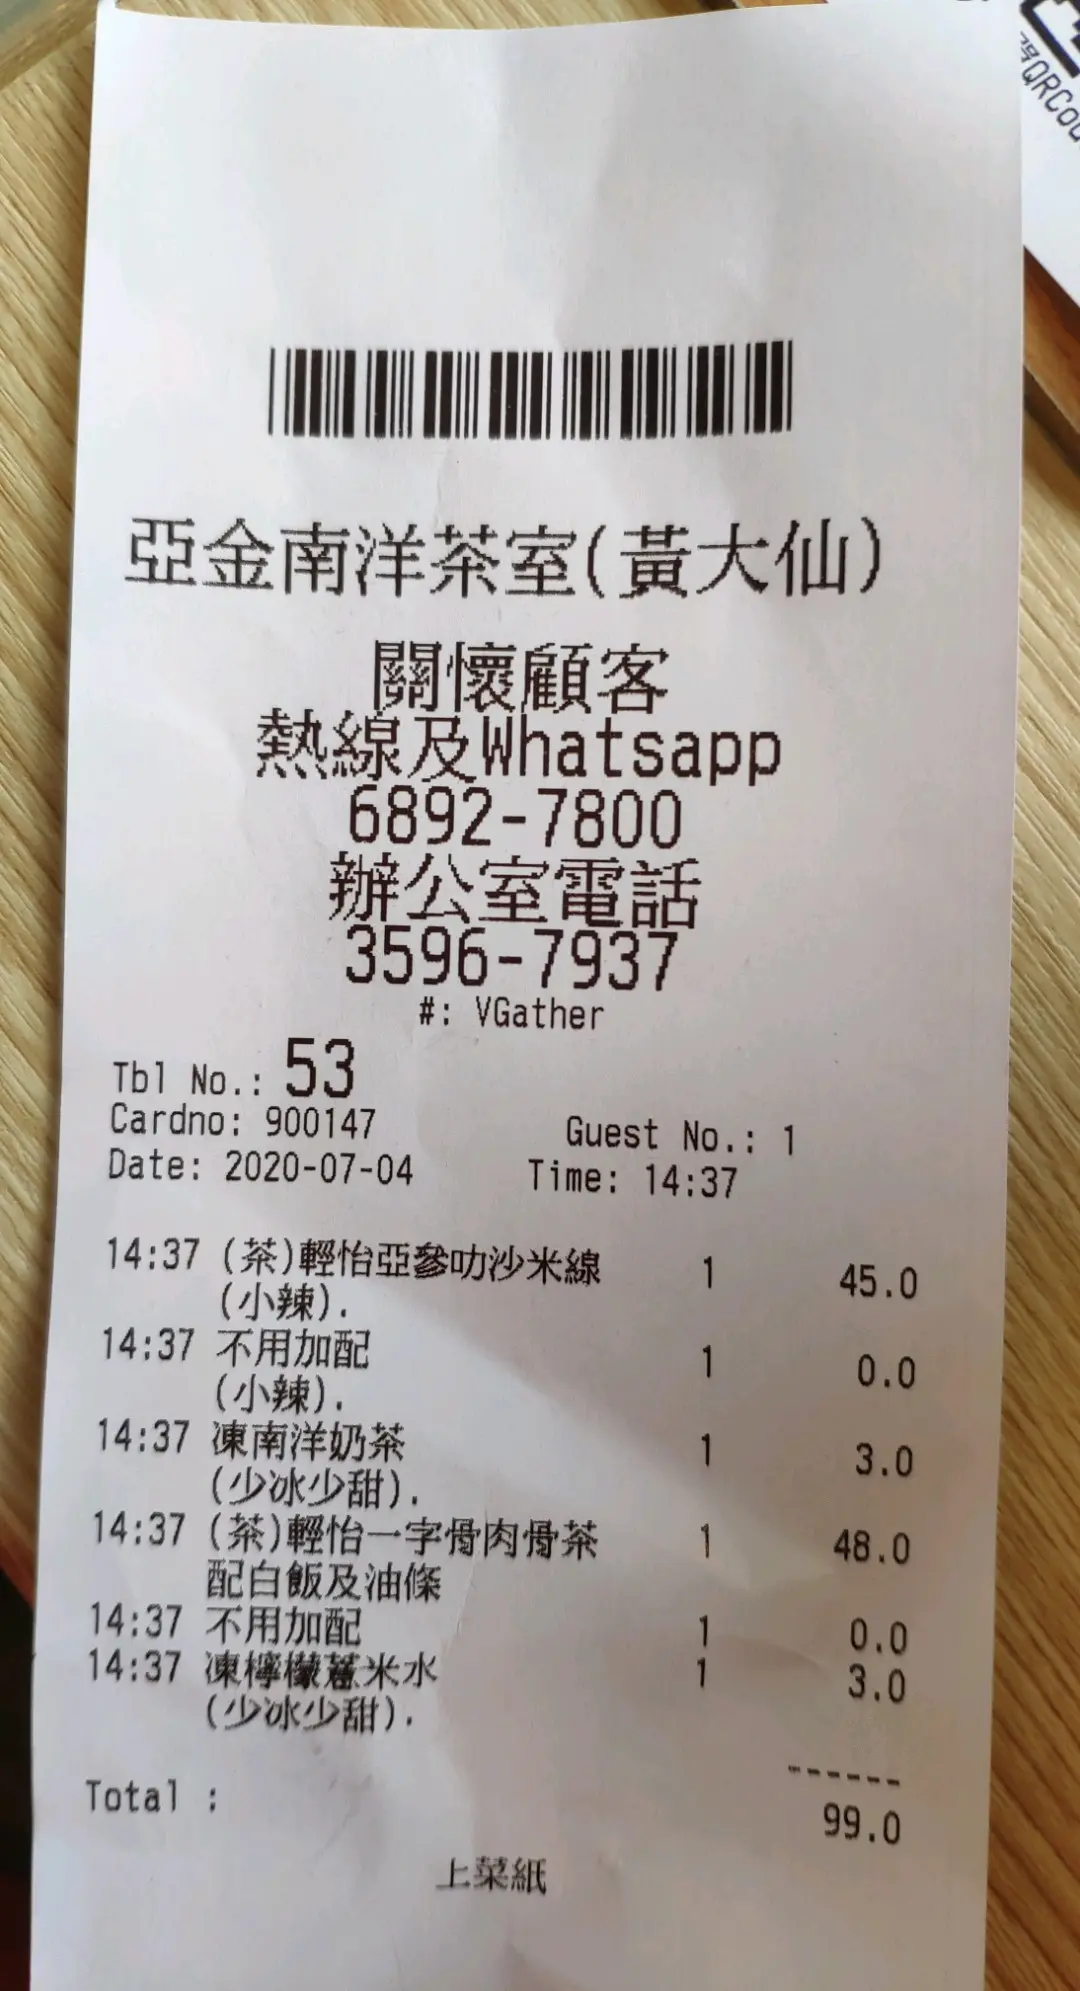 得QRCod
亞金南洋茶室(黃大仙)
關懷顧客
熱線及Whatsapp
6892-7800
辦公室電話
3596-7937
#: VGather
Tbl No.: 53
Cardno: 900147 Guest No.: 1
Date: 2020-07-04 Time: 14:37
14:37 (茶)輕怡亞參叻沙米線 1 45.0
(小辣).
14:37 不用加配 1 0.0
(小辣).
14:37 凍南洋奶茶 1 3.0
(少冰少甜).
14:37 (茶)輕怡一字骨肉骨茶 1 48.0
配白飯及油條
14:37 不用加配 1 0.0
14:37 凍檸檬薏米水 1 3.0
(少冰少甜).
------
Total : 99.0
上菜紙